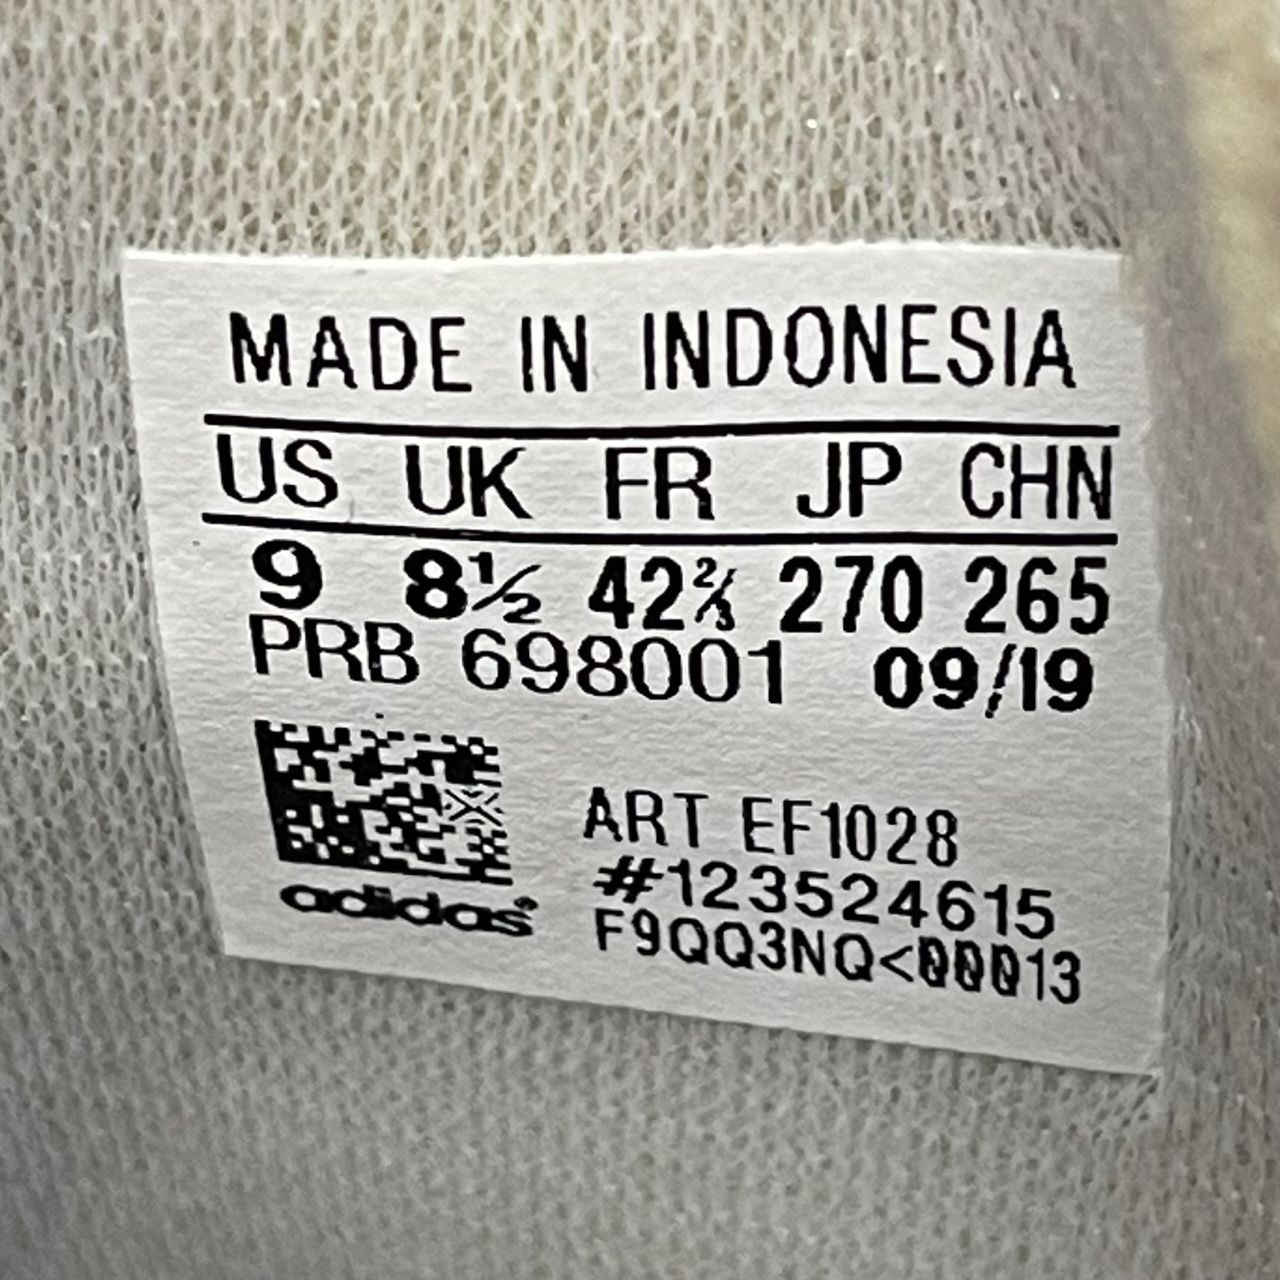 MADE IN INDONESIA
US UK FR JP CHN
9 8½ 42⅔ 270 265
PRB 698001 09/19
ART EF1028
#123524615
adidas
F9QQ3NQ<00013